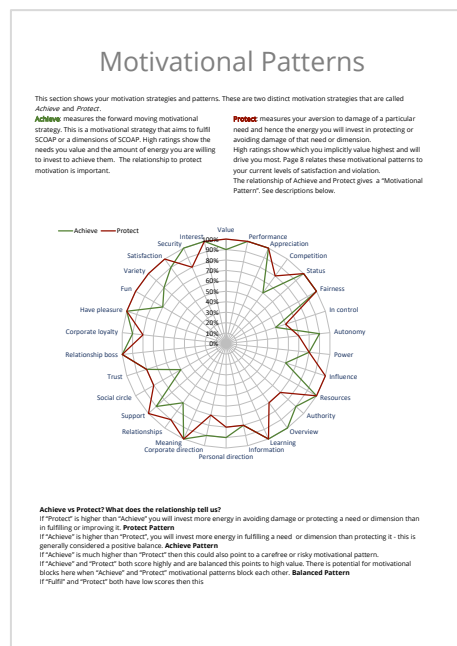 Motivational Patterns
This section shows your motivation strategies and patterns. These are two distinct motivation strategies that are called
Achieve and Protect.
Achieve: measures the forward moving motivational
strategy. This is a motivational strategy that aims to fulfil
SCOAP or a dimensions of SCOAP. High ratings show the
needs you value and the amount of energy you are willing
to invest to achieve them. The relationship to protect
motivation is important.
Protect: measures your aversion to damage of a particular
need and hence the energy you will invest in protecting or
avoiding damage of that need or dimension.
High ratings show which you implicitly value highest and will
drive you most. Page 8 relates these motivational patterns to
your current levels of satisfaction and violation.
The relationship of Achieve and Protect gives a "Motivational
Pattern". See descriptions below.
Achieve
Protect
Value
Performance
Appreciation
Competition
Status
Fairness
In control
Autonomy
Power
Influence
Resources
Authority
Overview
Learning
Information
Personal direction
Corporate direction
Meaning
Relationships
Support
Social circle
Trust
Relationship boss
Corporate loyalty
Have pleasure
Fun
Variety
Satisfaction
Security
Interest
100%
90%
80%
70%
60%
50%
40%
30%
20%
10%
0%
Achieve vs Protect? What does the relationship tell us?
If "Protect" is higher than "Achieve" you will invest more energy in avoiding damage or protecting a need or dimension than
in fulfilling or improving it. Protect Pattern
If "Achieve" is higher than "Protect", you will invest more energy in fulfilling a need or dimension than protecting it - this is
generally considered a positive balance. Achieve Pattern
If "Achieve" is much higher than "Protect" then this could also point to a carefree or risky motivational pattern.
If "Achieve" and "Protect" both score highly and are balanced this points to high value. There is potential for motivational
blocks here when "Achieve" and "Protect" motivational patterns block each other. Balanced Pattern
If "Fulfil" and "Protect" both have low scores then this